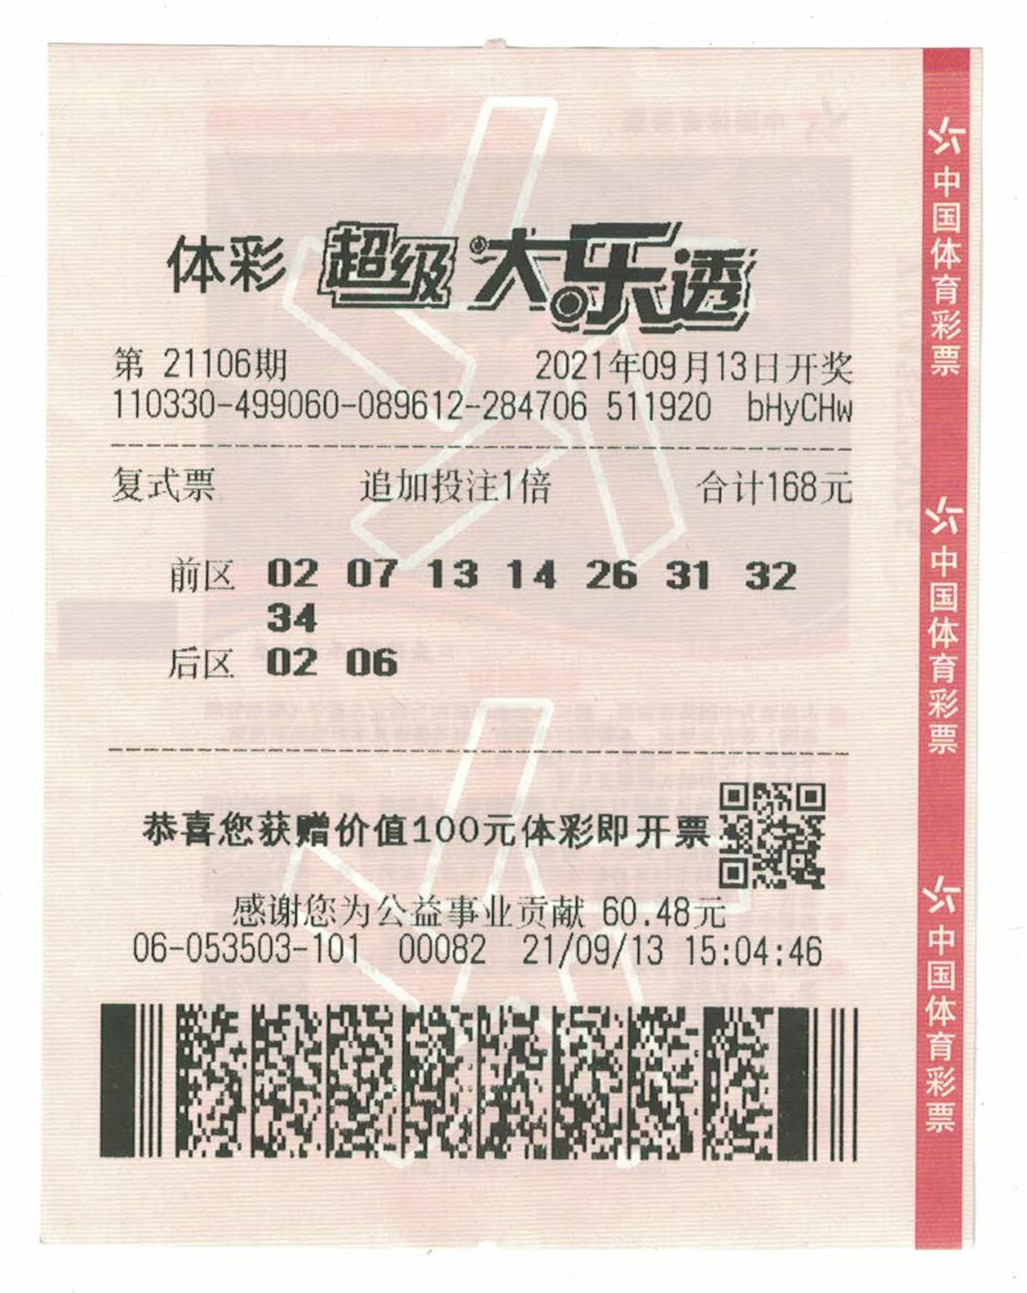 体彩 超级大乐透
第 21106期 2021年09月13日开奖
110330-499060-089612-284706 511920 bHyCHw
复式票 追加投注1倍 合计168元
前区 02 07 13 14 26 31 32
34
后区 02 06
恭喜您获赠价值100元体彩即开票
感谢您为公益事业贡献 60.48元
06-053503-101 00082 21/09/13 15:04:46
中国体育彩票
中国体育彩票
中国体育彩票